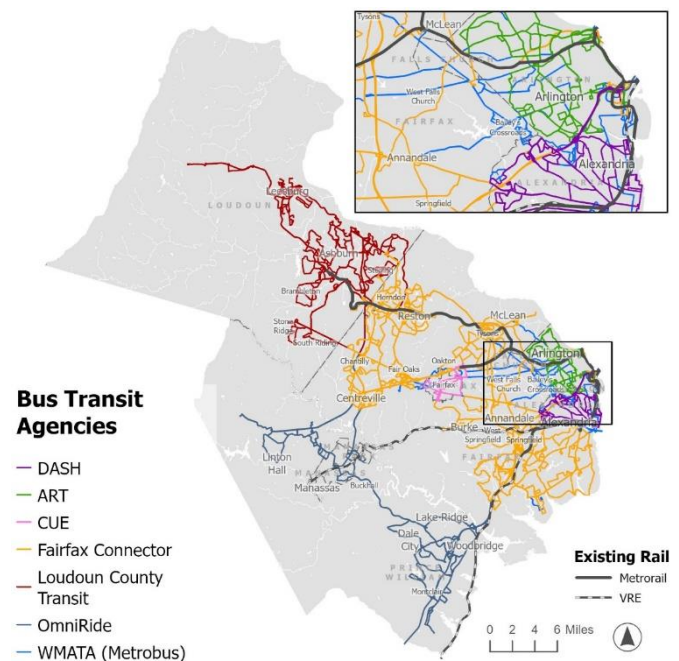 Tysons
McLean
FALLS CHURCH
ARLINGTON
West Falls
Church
Arlington
FAIRFAX
Bailey's
Crossroads
Annandale
Alexandria
ALEXANDRIA
Springfield
Leesburg
LOUDOUN
Ashburn
Sterling
Brambleton
Herndon
Reston
McLean
Stone
Ridge
South Riding
Tysons
Chantilly
Fair Oaks
Oakton
Arlington
West Falls
Church
Bailey's
Crossroads
Fairfax
Centreville
Annandale
Alexandria
Burke
West
Springfield
Springfield
FAIRFAX
Linton
Hall
MANASSAS
Manassas
Buckhall
Lake Ridge
Dale
City
Woodbridge
PRINCE
WILLIAM
Montclair
Bus Transit
Agencies
DASH
ART
CUE
Fairfax Connector
Loudoun County
Transit
OmniRide
WMATA (Metrobus)
Existing Rail
Metrorail
VRE
0 2 4 6 Miles